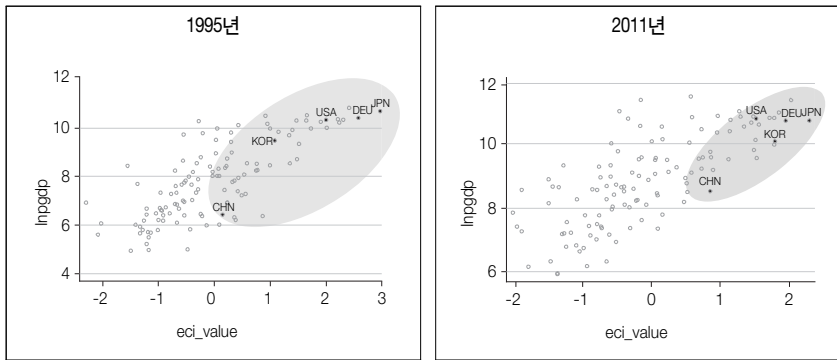 1995년
12
10
8
6
4
lnpgdp
USA DEU JPN
KOR
CHN
-2 -1 0 1 2 3
eci_value
2011년
12
10
8
6
lnpgdp
USA DEU JPN
KOR
CHN
-2 -1 0 1 2
eci_value